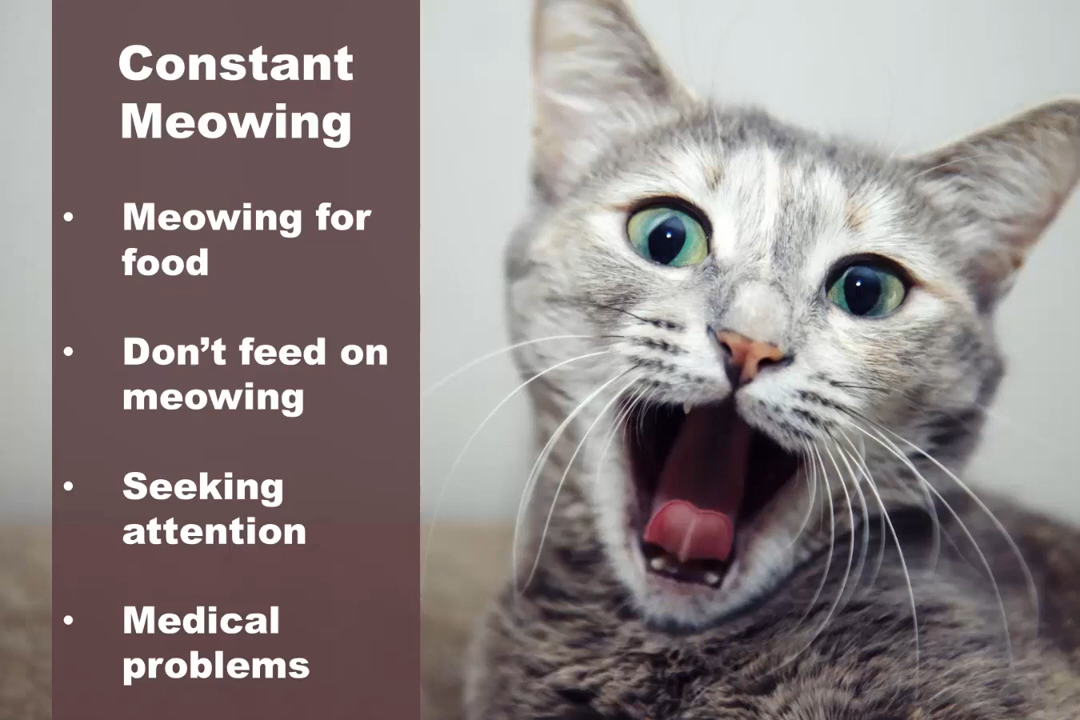 Constant
Meowing
• Meowing for
food
• Don’t feed on
meowing
• Seeking
attention
• Medical
problems